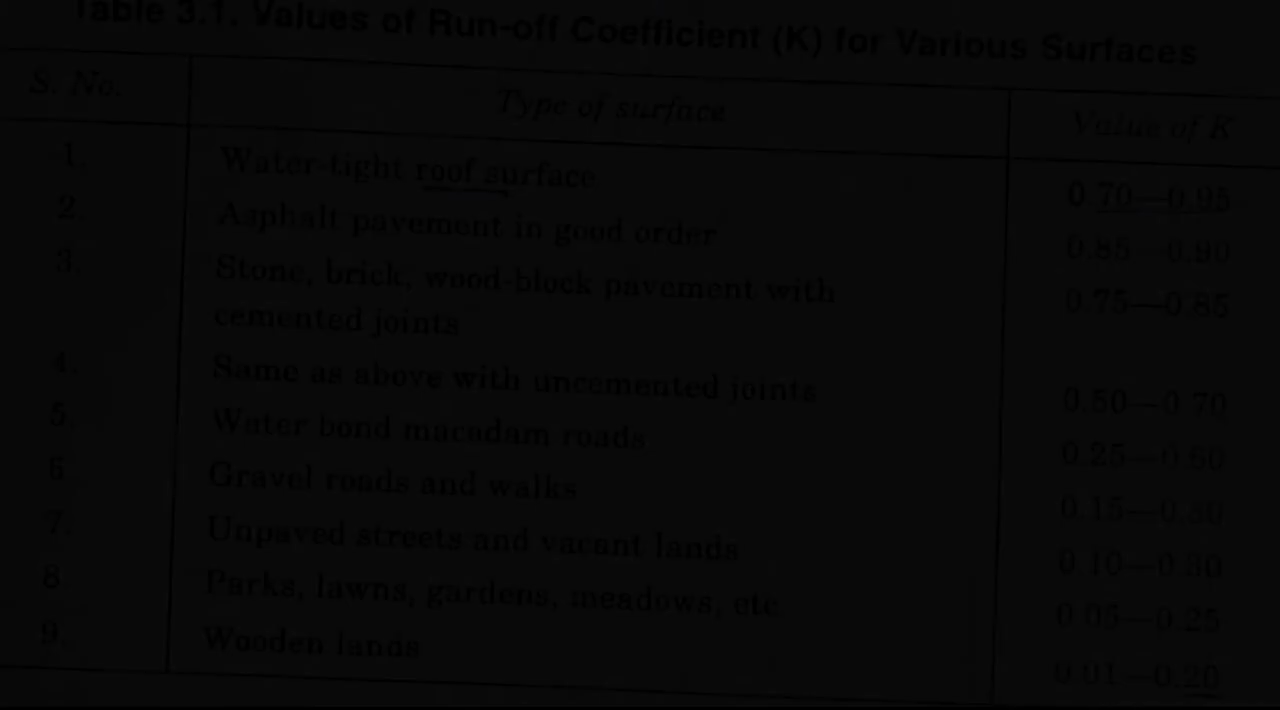 Table 3.1. Values of Run-off Coefficient (K) for Various Surfaces
S. No. Type of surface Value of K
1. Water-tight roof surface 0.70—0.95
2. Asphalt pavement in good order 0.85—0.90
3. Stone, brick, wood-block pavement with 0.75—0.85
cemented joints
4. Same as above with uncemented joints 0.50—0.70
5. Water bond macadam roads 0.25—0.60
6. Gravel roads and walks 0.15—0.30
7. Unpaved streets and vacant lands 0.10—0.30
8. Parks, lawns, gardens, meadows, etc 0.05—0.25
9. Wooden lands 0.01—0.20